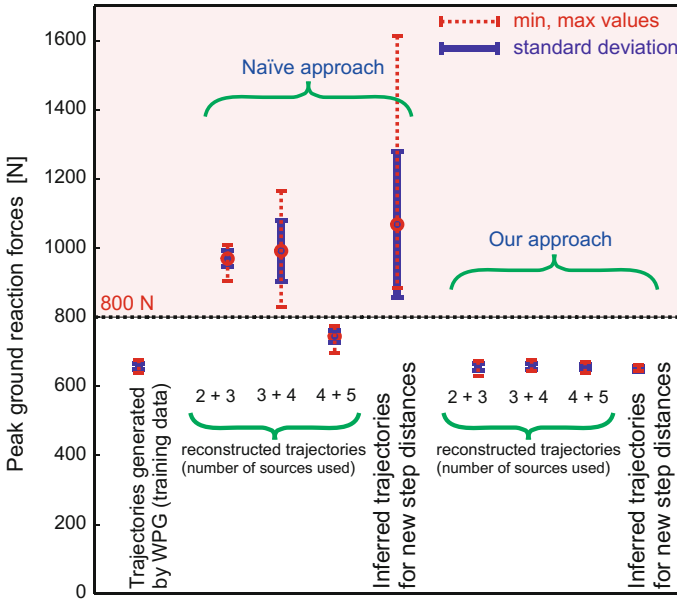 min, max values
standard deviation
Naïve approach
Our approach
800 N
Peak ground reaction forces [N]
1600
1400
1200
1000
800
600
400
200
0
Trajectories generated
by WPG (training data)
2 + 3
3 + 4
4 + 5
reconstructed trajectories
(number of sources used)
Inferred trajectories
for new step distances
2 + 3
3 + 4
4 + 5
reconstructed trajectories
(number of sources used)
Inferred trajectories
for new step distances